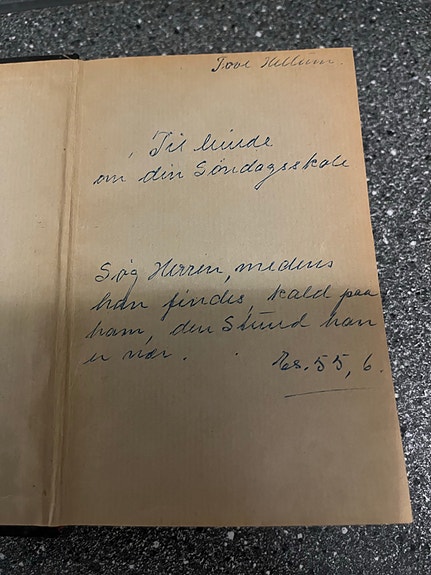 Tove Hellum.
Til Minde
om din Søndagsskole
Søg Herren, medens
han findes, kald paa
ham, den Stund han
er nær.
Es. 55, 6.